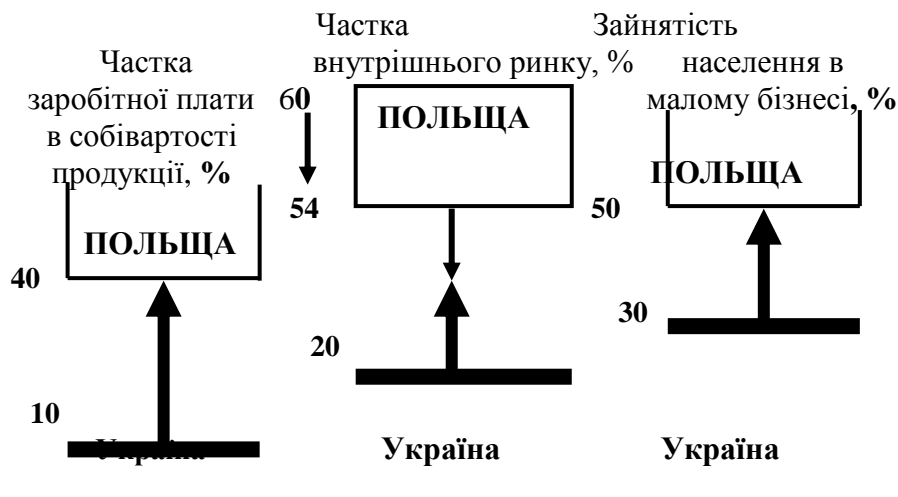 Частка
заробітної плати
в собівартості
продукції, %
ПОЛЬЩА
40
10
Україна
Частка
внутрішнього ринку, %
60
ПОЛЬЩА
54
20
Україна
Зайнятість
населення в
малому бізнесі, %
ПОЛЬЩА
50
30
Україна